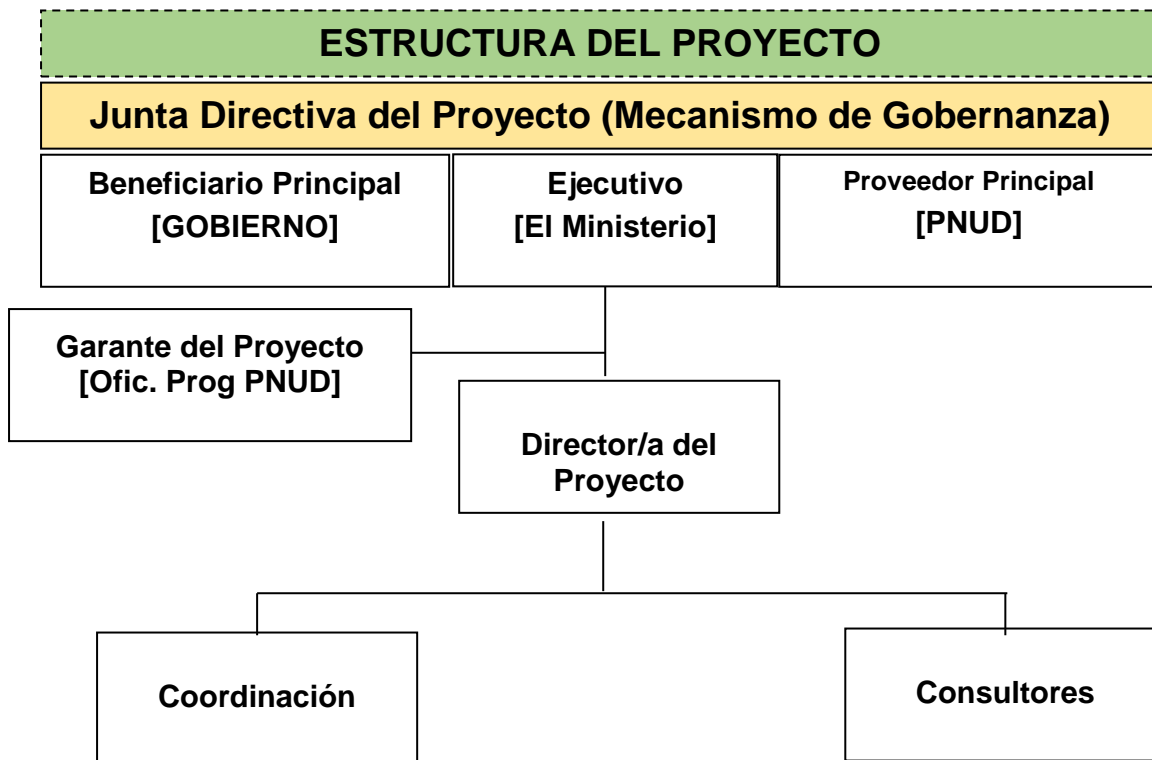 ESTRUCTURA DEL PROYECTO
Junta Directiva del Proyecto (Mecanismo de Gobernanza)
Beneficiario Principal
[GOBIERNO]
Ejecutivo
[El Ministerio]
Proveedor Principal
[PNUD]
Garante del Proyecto
[Ofic. Prog PNUD]
Director/a del
Proyecto
Coordinación
Consultores